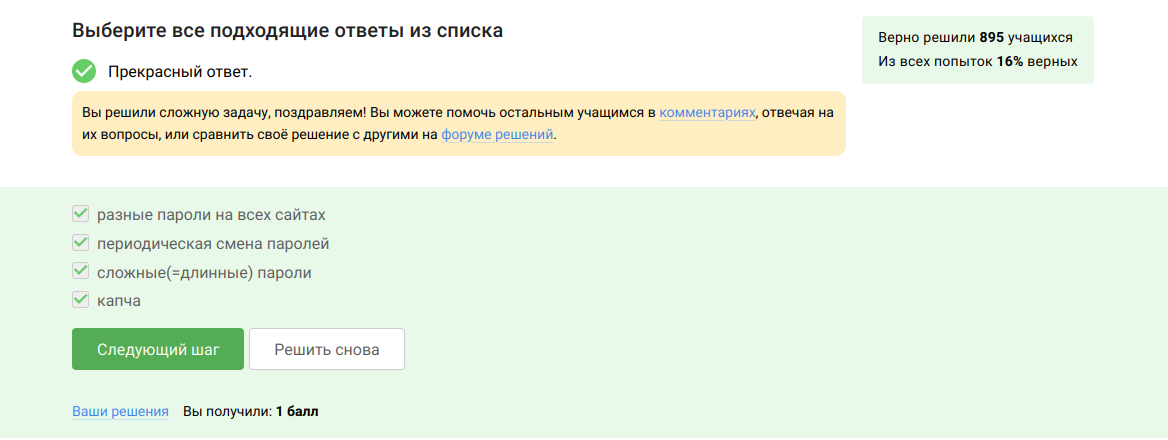 Выберите все подходящие ответы из списка
Верно решили 895 учащихся
Из всех попыток 16% верных
Прекрасный ответ.
Вы решили сложную задачу, поздравляем! Вы можете помочь остальным учащимся в комментариях, отвечая на
их вопросы, или сравнить своё решение с другими на форуме решений.
разные пароли на всех сайтах
периодическая смена паролей
сложные(=длинные) пароли
капча
Следующий шаг Решить снова
Ваши решения Вы получили: 1 балл